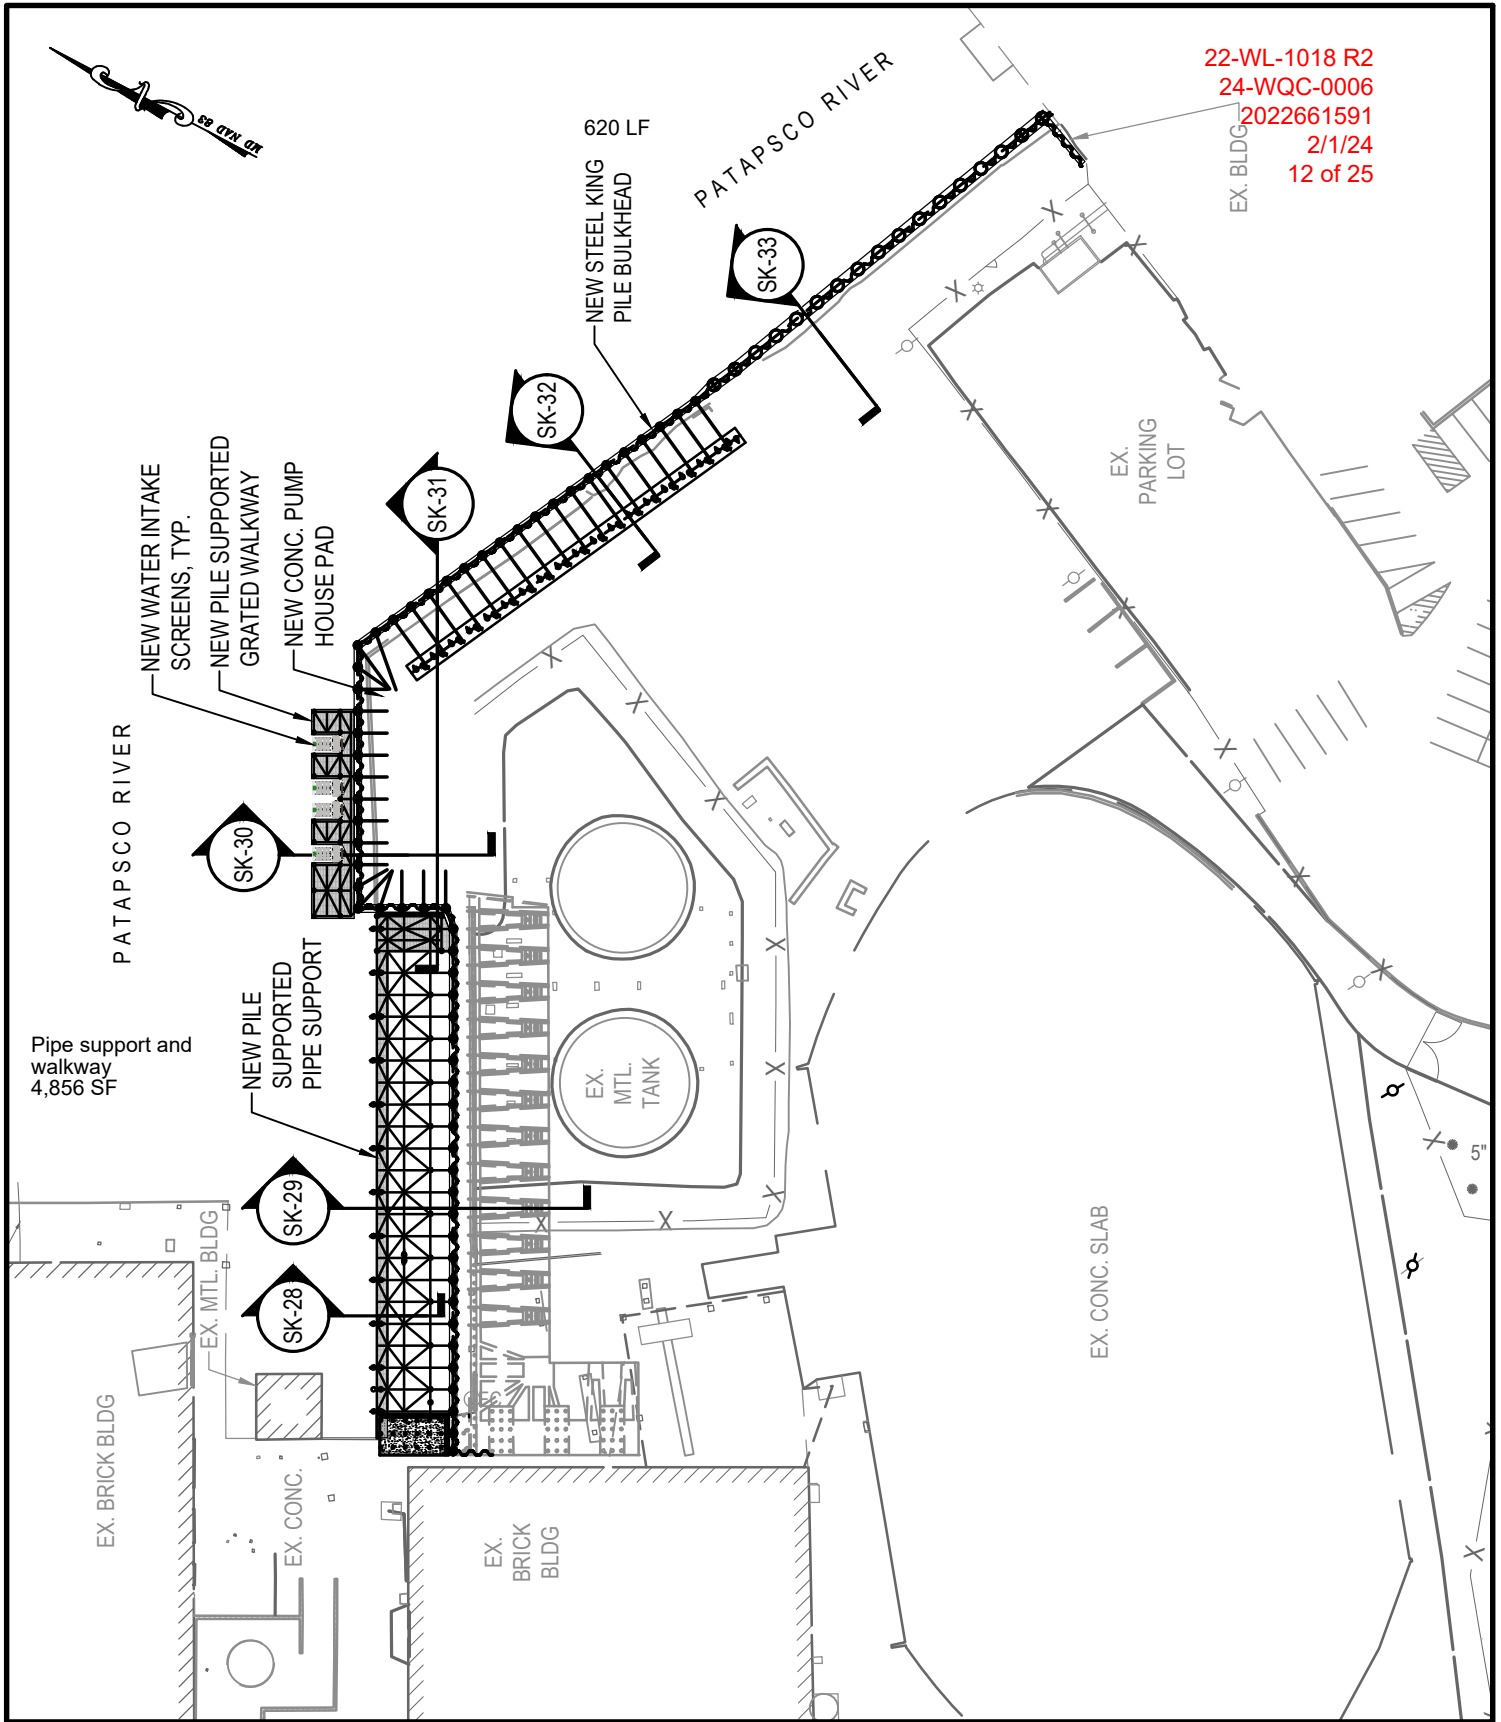 22-WL-1018 R2
24-WQC-0006
2022661591
2/1/24
12 of 25
MD NAD 83
620 LF
PATAPSCO RIVER
EX. BLDG
NEW STEEL KING
PILE BULKHEAD
SK-33
SK-32
SK-31
NEW WATER INTAKE
SCREENS, TYP.
NEW PILE SUPPORTED
GRATED WALKWAY
NEW CONC. PUMP
HOUSE PAD
EX.
PARKING
LOT
PATAPSCO RIVER
SK-30
NEW PILE
SUPPORTED
PIPE SUPPORT
Pipe support and
walkway
4,856 SF
EX.
MTL.
TANK
SK-29
SK-28
EX. MTL. BLDG
EX. CONC. SLAB
5"
EX. BRICK BLDG
EX. CONC.
EX.
BRICK
BLDG